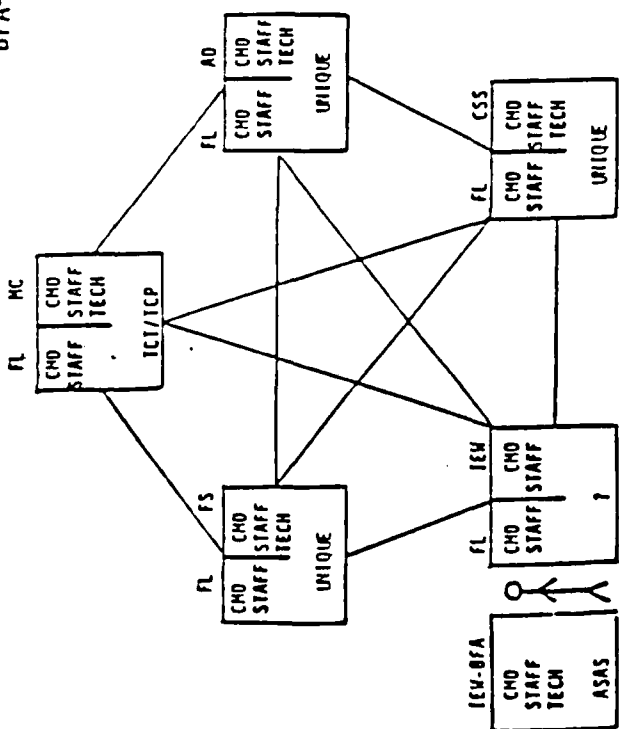 FL MC
CMD
STAFF
CMD
STAFF
TECH
TCT/TCP
FL FS
CMD
STAFF
CMD
STAFF
TECH
UNIQUE
FL AD
CMD
STAFF
CMD
STAFF
TECH
UNIQUE
IEW-BFA
CMD
STAFF
TECH
ASAS
FL IEW
CMD
STAFF
CMD
STAFF
?
FL CSS
CMD
STAFF
CMD
STAFF
TECH
UNIQUE